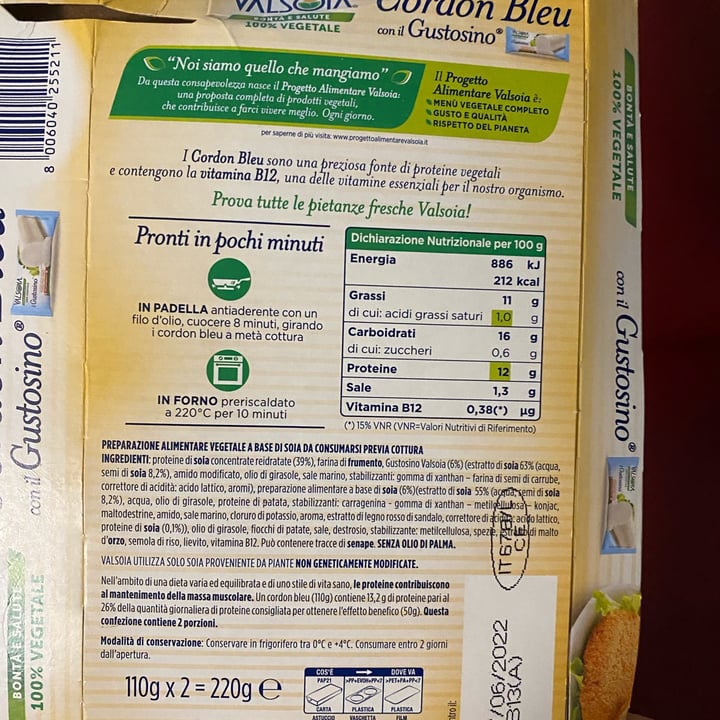 VALSOIA
BONTÀ E SALUTE
100% VEGETALE
Cordon Bleu
con il Gustosino®
"Noi siamo quello che mangiamo"
Da questa consapevolezza nasce il Progetto Alimentare Valsoia:
una proposta completa di prodotti vegetali,
che contribuisce a farci vivere meglio. Ogni giorno.
Il Progetto
Alimentare Valsoia è:
MENÙ VEGETALE COMPLETO
GUSTO E QUALITÀ
RISPETTO DEL PIANETA
per saperne di più visita: www.progettoalimentarevalsoia.it
I Cordon Bleu sono una preziosa fonte di proteine vegetali
e contengono la vitamina B12, una delle vitamine essenziali per il nostro organismo.
Prova tutte le pietanze fresche Valsoia!
Pronti in pochi minuti
IN PADELLA antiaderente con un
filo d'olio, cuocere 8 minuti, girando
i cordon bleu a metà cottura
IN FORNO preriscaldato
a 220°C per 10 minuti
Dichiarazione Nutrizionale per 100 g
Energia 886 kJ
212 kcal
Grassi 11 g
di cui: acidi grassi saturi 1,0 g
Carboidrati 16 g
di cui: zuccheri 0,6 g
Proteine 12 g
Sale 1,3 g
Vitamina B12 0,38(*) µg
(*) 15% VNR (VNR=Valori Nutritivi di Riferimento)
PREPARAZIONE ALIMENTARE VEGETALE A BASE DI SOIA DA CONSUMARSI PREVIA COTTURA
INGREDIENTI: proteine di soia concentrate reidratate (39%), farina di frumento, Gustosino Valsoia (6%) (estratto di soia 63% (acqua,
semi di soia 8,2%), amido modificato, olio di girasole, sale marino, stabilizzanti: gomma di xanthan – farina di semi di carrube,
correttore di acidità: acido lattico, aromi), preparazione alimentare a base di soia (6%)(estratto di soia 55% (acqua, semi di soia
8,2%), acqua, olio di girasole, proteine di patata, stabilizzanti: carragenina - gomma di xanthan – metilcellulosa - konjac,
maltodestrine, amido, sale marino, cloruro di potassio, aroma, estratto di legno rosso di sandalo, correttore di acidità: acido lattico,
proteine di soia (0,1%)), olio di girasole, fiocchi di patate, sale, destrosio, stabilizzante: metilcellulosa, spezie, estratto di malto
d'orzo, semola di riso, lievito, vitamina B12. Può contenere tracce di senape. SENZA OLIO DI PALMA.
VALSOIA UTILIZZA SOLO SOIA PROVENIENTE DA PIANTE NON GENETICAMENTE MODIFICATE.
Nell'ambito di una dieta varia ed equilibrata e di uno stile di vita sano, le proteine contribuiscono
al mantenimento della massa muscolare. Un cordon bleu (110g) contiene 13,2 g di proteine pari al
26% della quantità giornaliera di proteine consigliata per ottenere l'effetto benefico (50g). Questa
confezione contiene 2 porzioni.
Modalità di conservazione: Conservare in frigorifero tra 0°C e +4°C. Consumare entro 2 giorni
dall'apertura.
110g x 2 = 220g e
COS'È DOVE VA
PAP21 >PP+EVOH+PP<7 >PET+PA+PP<7
CARTA PLASTICA PLASTICA
ASTUCCIO VASCHETTA FILM
/06/2022
313(A)
CE
8 006040 255211
con il Gustosino®
BONTÀ E SALUTE
100% VEGETALE
BONTÀ E SALUTE
100% VEGETALE
con il Gustosino®